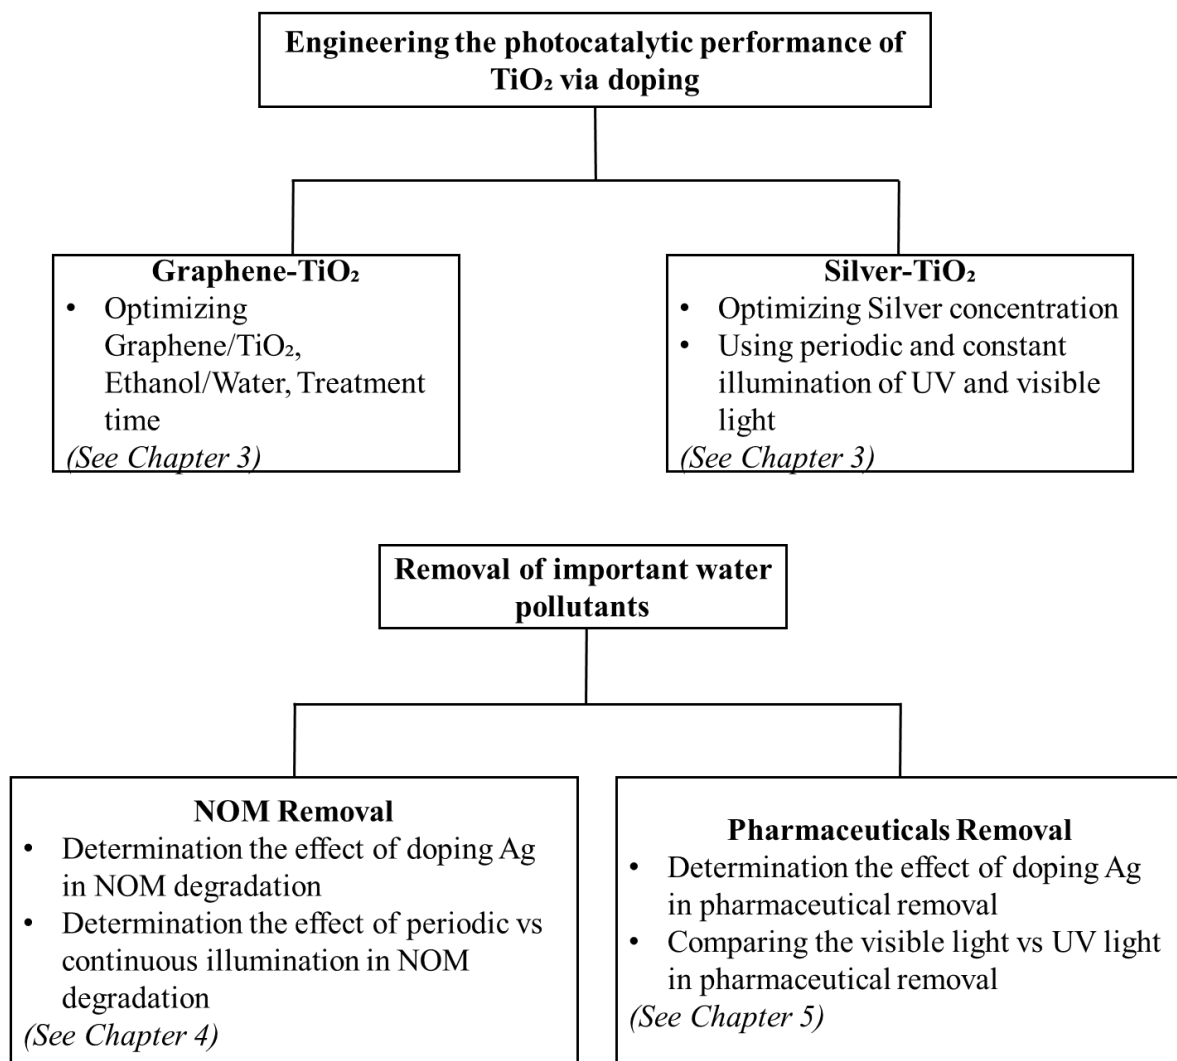 Engineering the photocatalytic performance of
TiO₂ via doping
Graphene-TiO₂
• Optimizing
Graphene/TiO₂,
Ethanol/Water, Treatment
time
(See Chapter 3)
Silver-TiO₂
• Optimizing Silver concentration
• Using periodic and constant
illumination of UV and visible
light
(See Chapter 3)
Removal of important water
pollutants
NOM Removal
• Determination the effect of doping Ag
in NOM degradation
• Determination the effect of periodic vs
continuous illumination in NOM
degradation
(See Chapter 4)
Pharmaceuticals Removal
• Determination the effect of doping Ag
in pharmaceutical removal
• Comparing the visible light vs UV light
in pharmaceutical removal
(See Chapter 5)